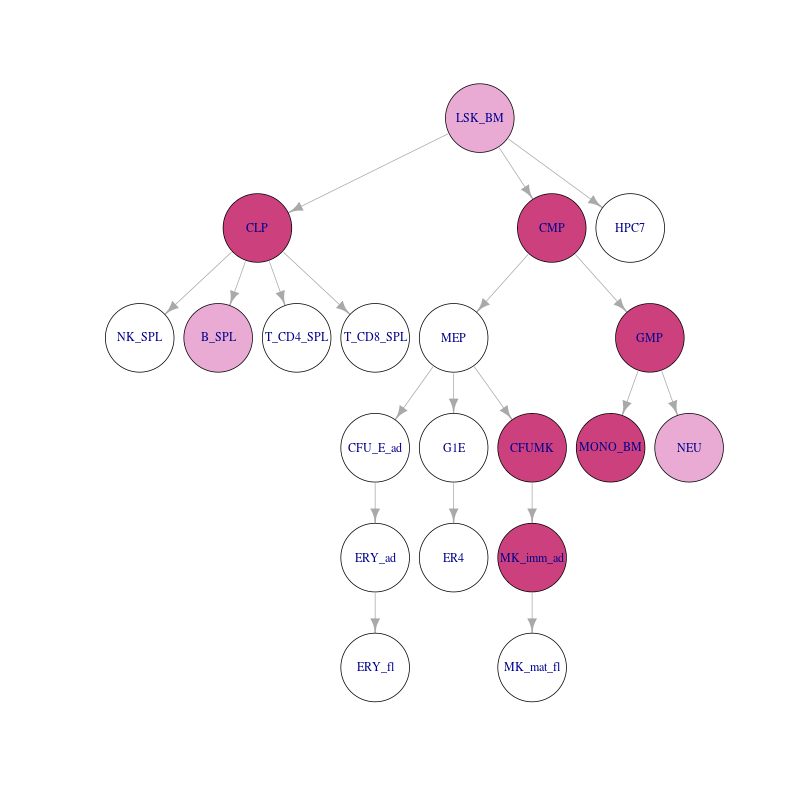 LSK_BM
CLP
CMP
HPC7
NK_SPL
B_SPL
T_CD4_SPL
T_CD8_SPL
MEP
GMP
CFU_E_ad
G1E
CFUMK
MONO_BM
NEU
ERY_ad
ER4
MK_imm_ad
ERY_fl
MK_mat_fl